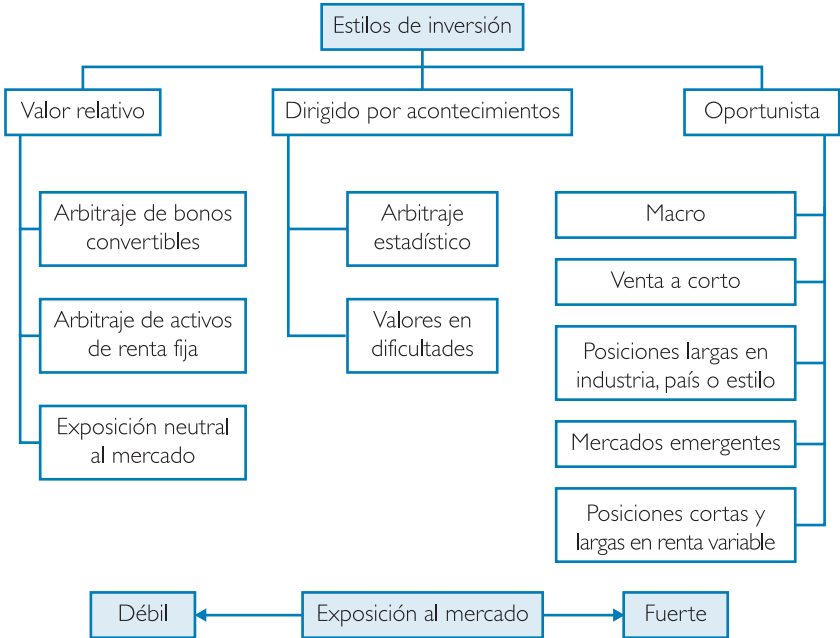 Estilos de inversión
Valor relativo
Dirigido por acontecimientos
Oportunista
Arbitraje de bonos
convertibles
Arbitraje de activos
de renta fija
Exposición neutral
al mercado
Arbitraje
estadístico
Valores en
dificultades
Macro
Venta a corto
Posiciones largas en
industria, país o estilo
Mercados emergentes
Posiciones cortas y
largas en renta variable
Débil
Exposición al mercado
Fuerte